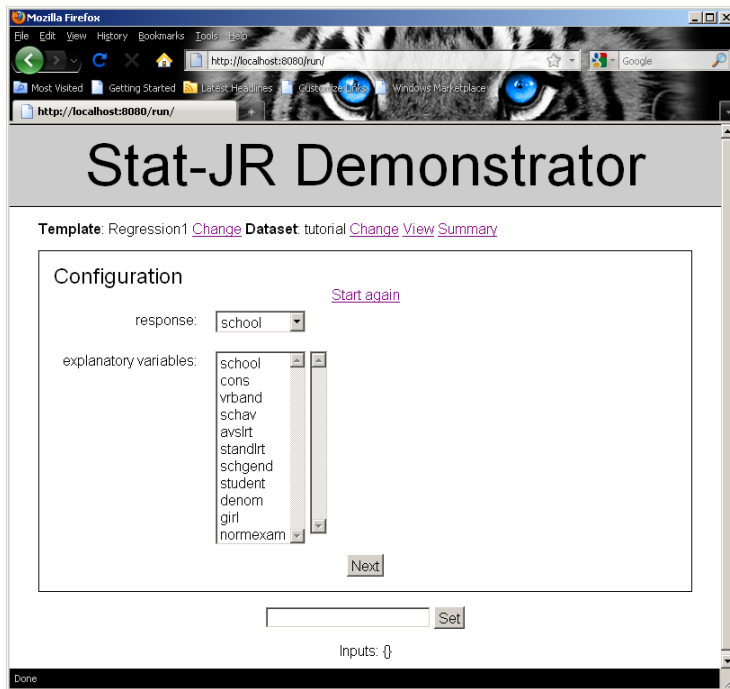 Mozilla Firefox
File Edit View History Bookmarks Tools Help
http://localhost:8080/run/
Google
Most Visited Getting Started Latest Headlines Customize Links Windows Marketplace
http://localhost:8080/run/
Stat-JR Demonstrator
Template: Regression1 Change Dataset: tutorial Change View Summary
Configuration
Start again
response: school
explanatory variables:
school
cons
vrband
schav
avslrt
standlrt
schgend
student
denom
girl
normexam
Next
Set
Inputs: {}
Done